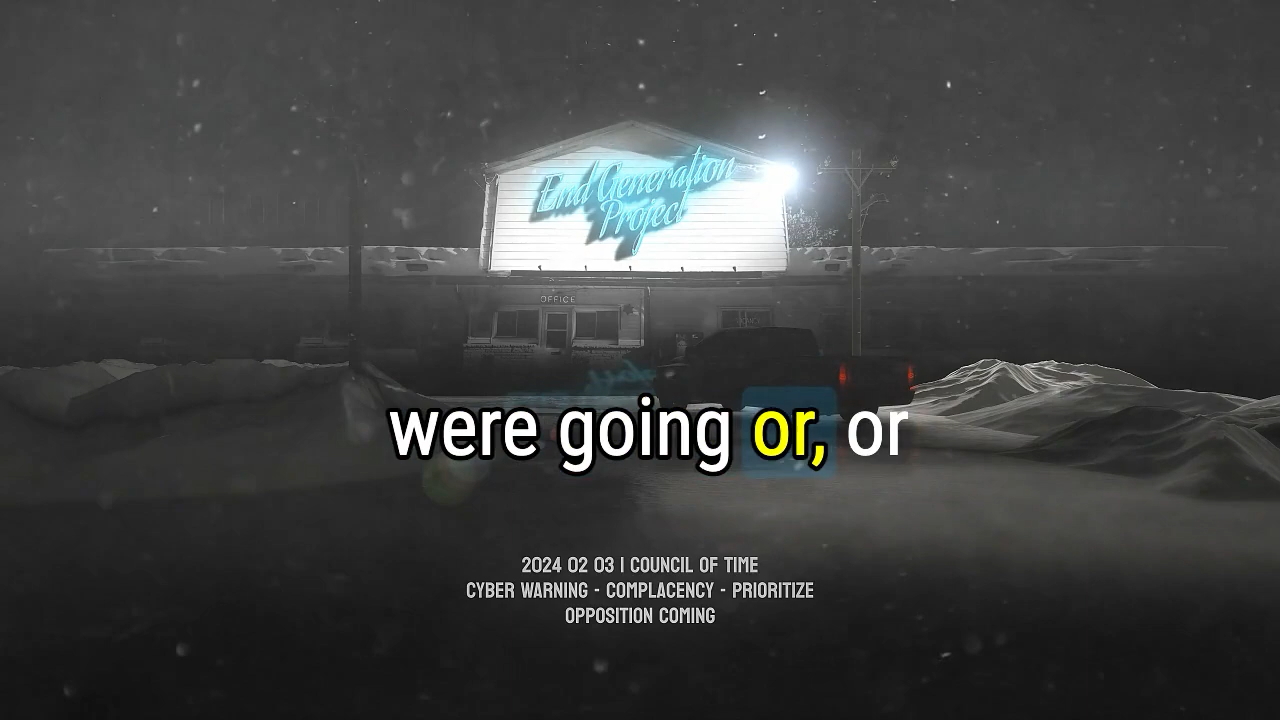 End Generation
Project
OFFICE
were going or, or
2024 02 03 | COUNCIL OF TIME
CYBER WARNING - COMPLACENCY - PRIORITIZE
OPPOSITION COMING